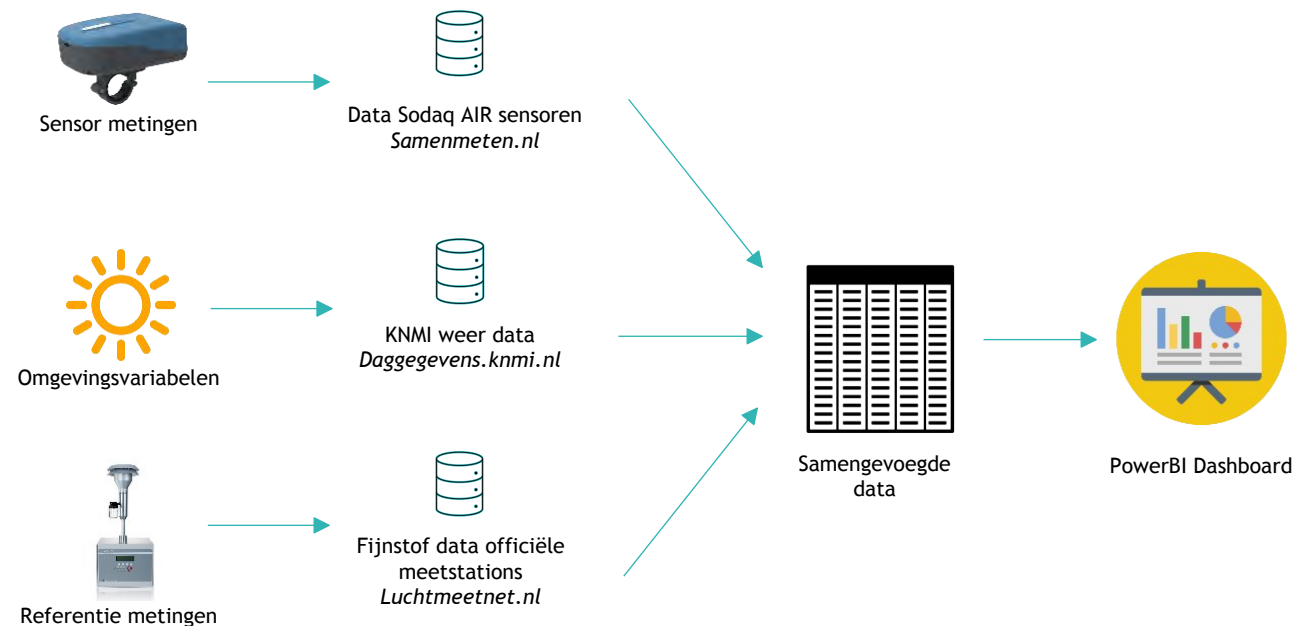 Sensor metingen
Data Sodaq AIR sensoren
Samenmeten.nl
Omgevingsvariabelen
KNMI weer data
Daggegevens.knmi.nl
Referentie metingen
Fijnstof data officiële
meetstations
Luchtmeetnet.nl
Samengevoegde
data
PowerBI Dashboard